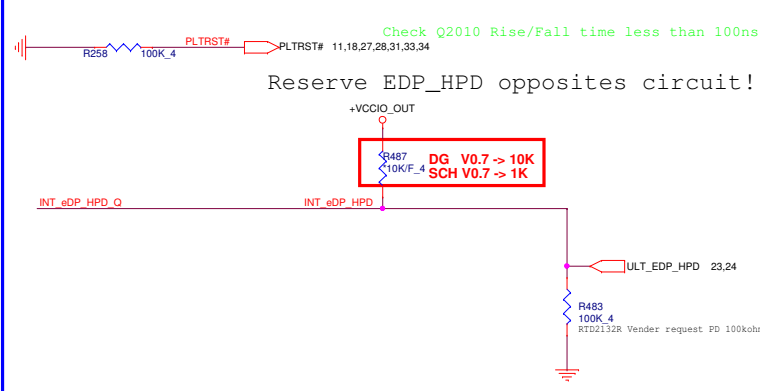 Check Q2010 Rise/Fall time less than 100ns
PLTRST#
PLTRST# 11,18,27,28,31,33,34
R258 100K_4
Reserve EDP_HPD opposites circuit!
+VCCIO_OUT
R487
*10K/F_4
DG V0.7 -> 10K
SCH V0.7 -> 1K
INT_eDP_HPD_Q INT_eDP_HPD
ULT_EDP_HPD 23,24
R483
100K_4
RTD2132R Vender request PD 100kohm